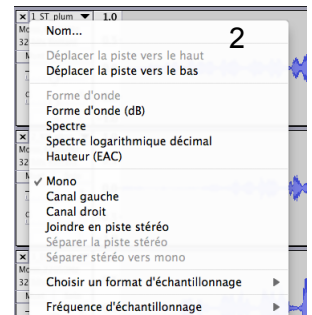 1 ST plum 1,0
Nom...
2
Déplacer la piste vers le haut
Déplacer la piste vers le bas
Forme d'onde
Forme d'onde (dB)
Spectre
Spectre logarithmique décimal
Hauteur (EAC)
✓ Mono
Canal gauche
Canal droit
Joindre en piste stéréo
Séparer la piste stéréo
Séparer stéréo vers mono
Choisir un format d'échantillonnage
Fréquence d'échantillonnage